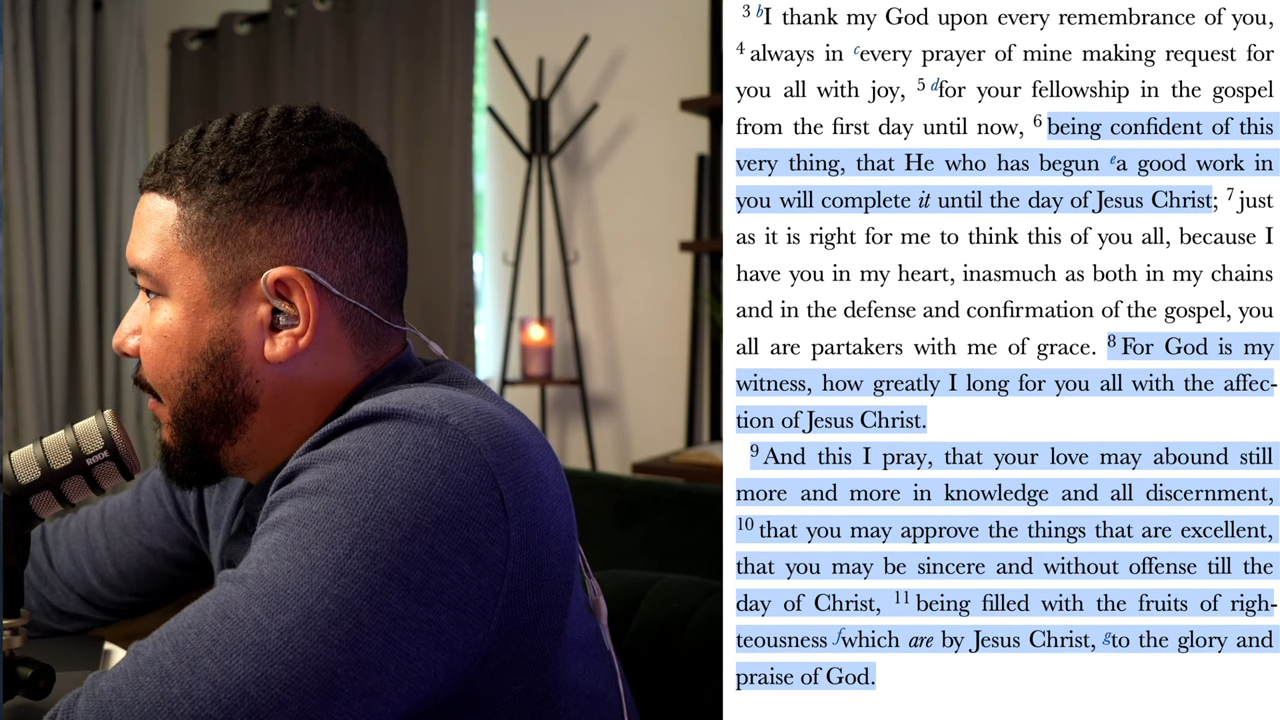 RØDE
3 bI thank my God upon every remembrance of you,
4 always in cevery prayer of mine making request for
you all with joy, 5 dfor your fellowship in the gospel
from the first day until now, 6 being confident of this
very thing, that He who has begun ea good work in
you will complete it until the day of Jesus Christ; 7 just
as it is right for me to think this of you all, because I
have you in my heart, inasmuch as both in my chains
and in the defense and confirmation of the gospel, you
all are partakers with me of grace. 8 For God is my
witness, how greatly I long for you all with the affec-
tion of Jesus Christ.
9 And this I pray, that your love may abound still
more and more in knowledge and all discernment,
10 that you may approve the things that are excellent,
that you may be sincere and without offense till the
day of Christ, 11 being filled with the fruits of righ-
teousness fwhich are by Jesus Christ, gto the glory and
praise of God.